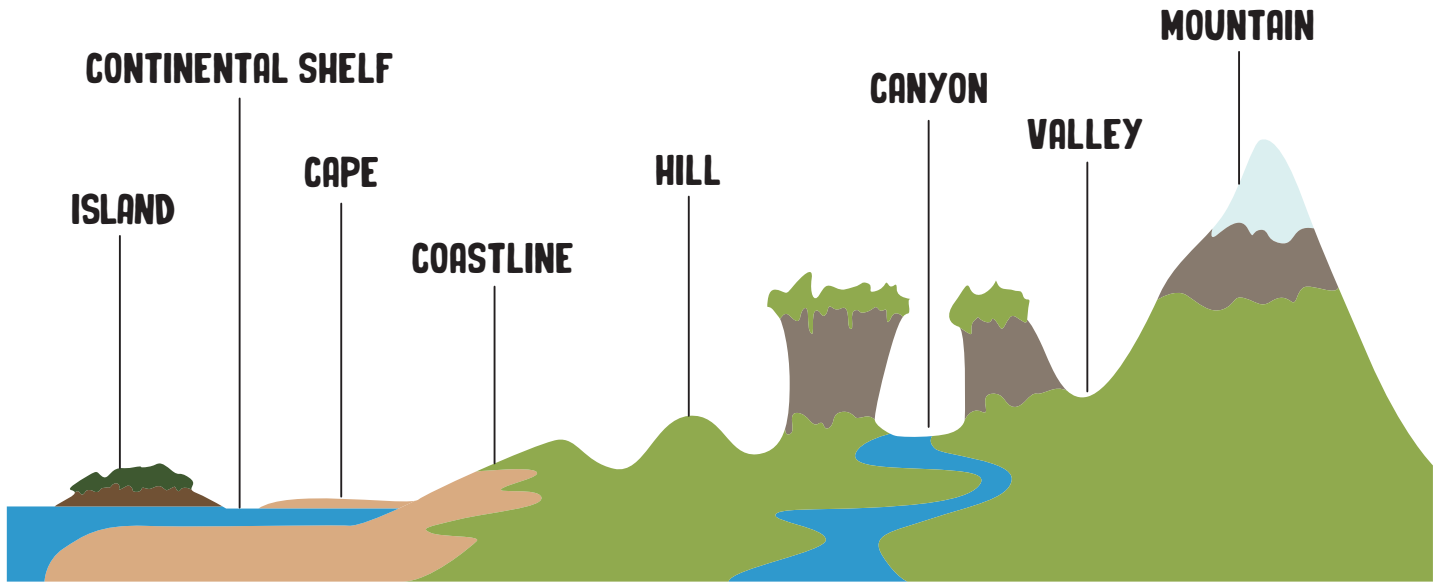 MOUNTAIN
CONTINENTAL SHELF
CANYON
VALLEY
CAPE
HILL
ISLAND
COASTLINE